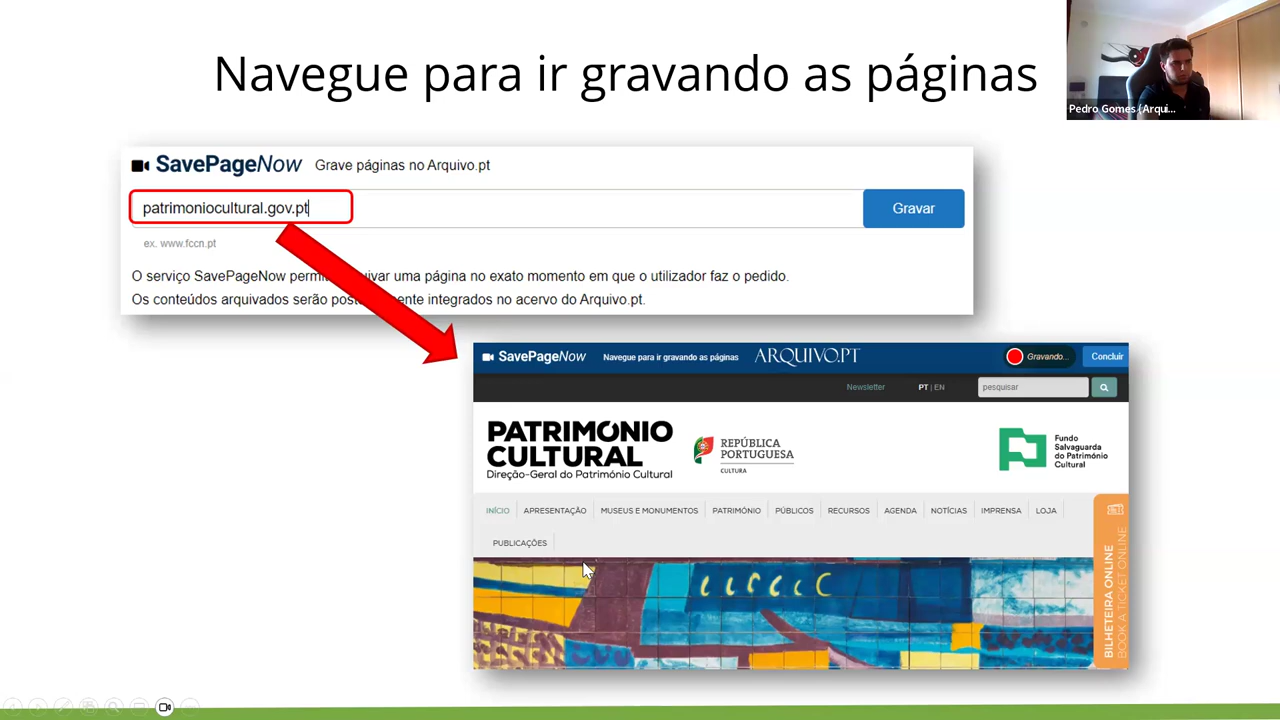 Navegue para ir gravando as páginas
Pedro Gomes (Arqui...
SavePageNow Grave páginas no Arquivo.pt
patrimoniocultural.gov.pt
Gravar
ex. www.fccn.pt
O serviço SavePageNow permi uivar uma página no exato momento em que o utilizador faz o pedido.
Os conteúdos arquivados serão post mente integrados no acervo do Arquivo.pt.
SavePageNow Navegue para ir gravando as páginas ARQUIVO.PT Gravando... Concluir
Newsletter PT | EN pesquisar
PATRIMÓNIO
CULTURAL
Direção-Geral do Património Cultural
REPÚBLICA
PORTUGUESA
CULTURA
Fundo
Salvaguarda
do Património
Cultural
INÍCIO APRESENTAÇÃO MUSEUS E MONUMENTOS PATRIMÓNIO PÚBLICOS RECURSOS AGENDA NOTÍCIAS IMPRENSA LOJA
PUBLICAÇÕES
BILHETEIRA ONLINE
BOOK A TICKET ONLINE